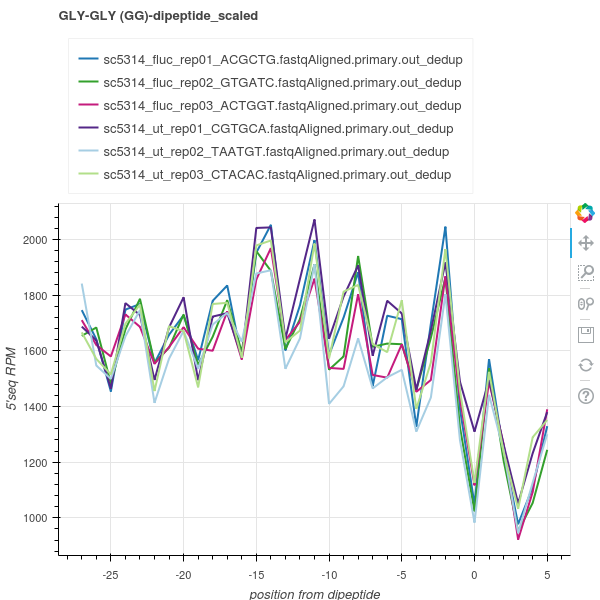 GLY-GLY (GG)-dipeptide_scaled
sc5314_fluc_rep01_ACGCTG.fastqAligned.primary.out_dedup
sc5314_fluc_rep02_GTGATC.fastqAligned.primary.out_dedup
sc5314_fluc_rep03_ACTGGT.fastqAligned.primary.out_dedup
sc5314_ut_rep01_CGTGCA.fastqAligned.primary.out_dedup
sc5314_ut_rep02_TAATGT.fastqAligned.primary.out_dedup
sc5314_ut_rep03_CTACAC.fastqAligned.primary.out_dedup
2000
1800
1600
1400
1200
1000
5'seq RPM
-25 -20 -15 -10 -5 0 5
position from dipeptide